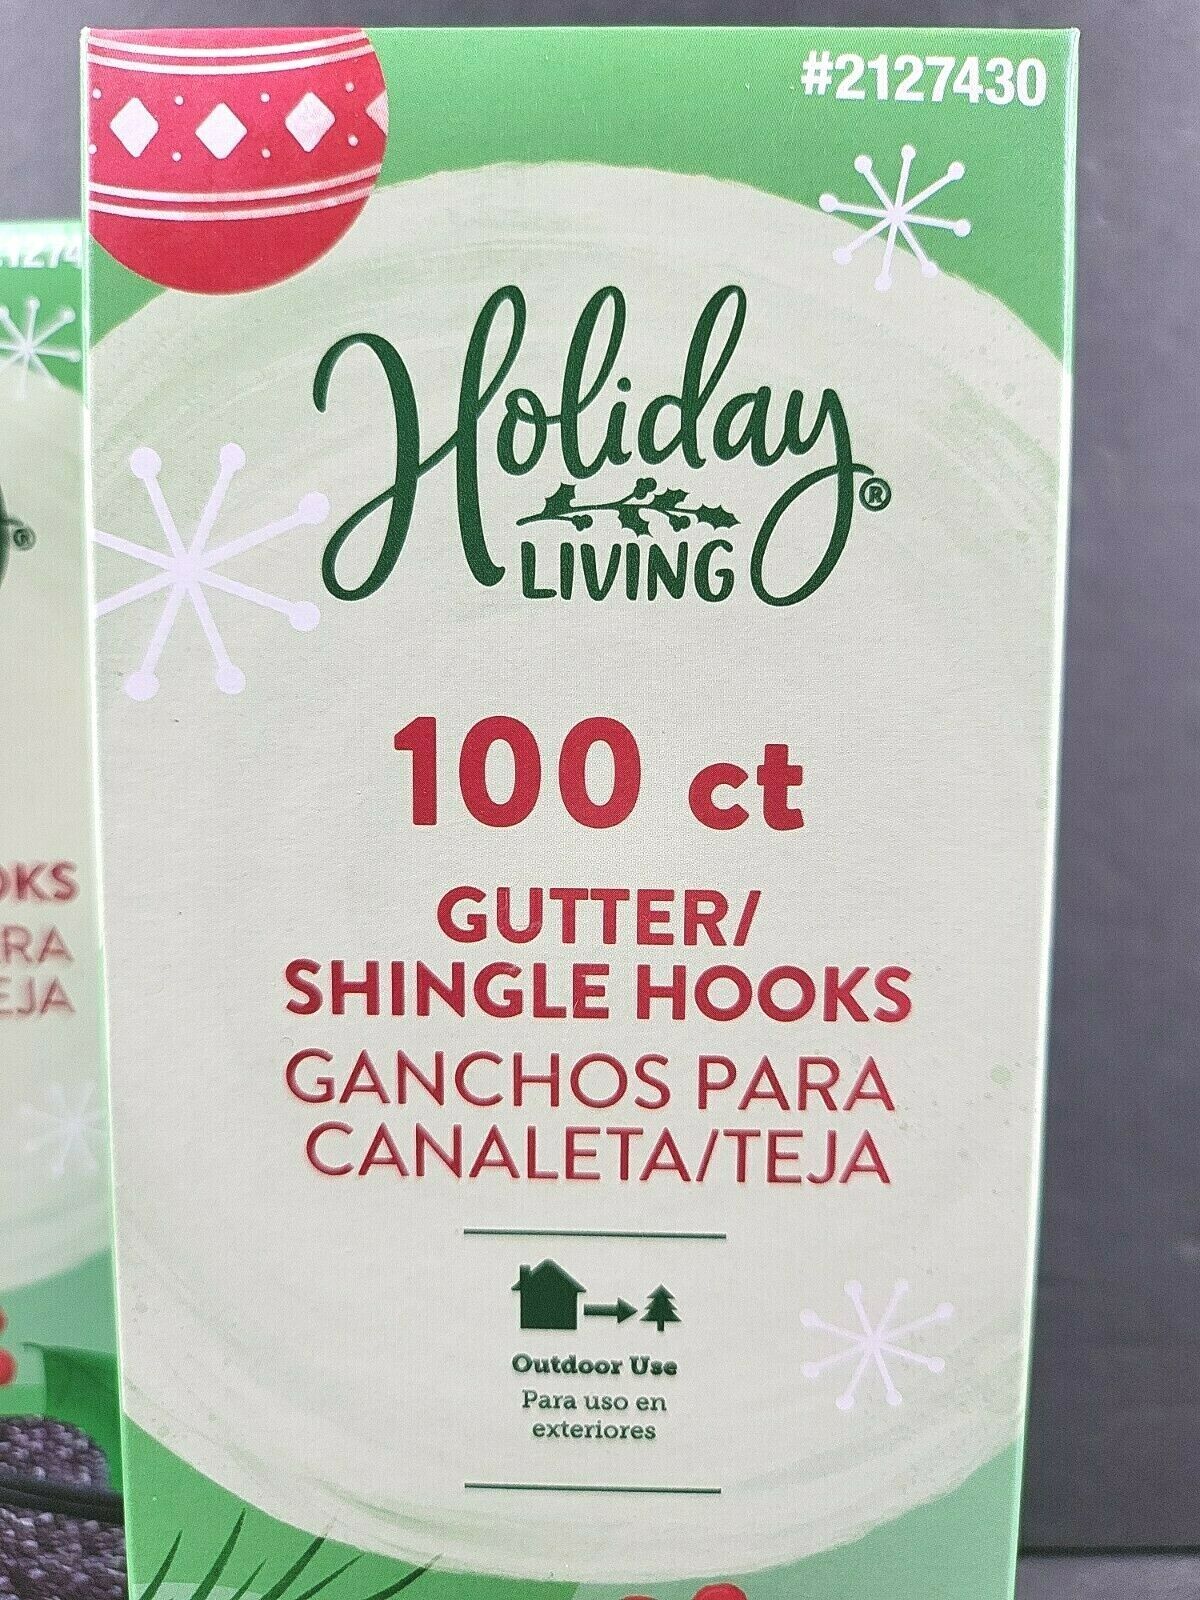 #2127430
Holiday®
LIVING
100 ct
GUTTER/
SHINGLE HOOKS
GANCHOS PARA
CANALETA/TEJA
Outdoor Use
Para uso en
exteriores
®